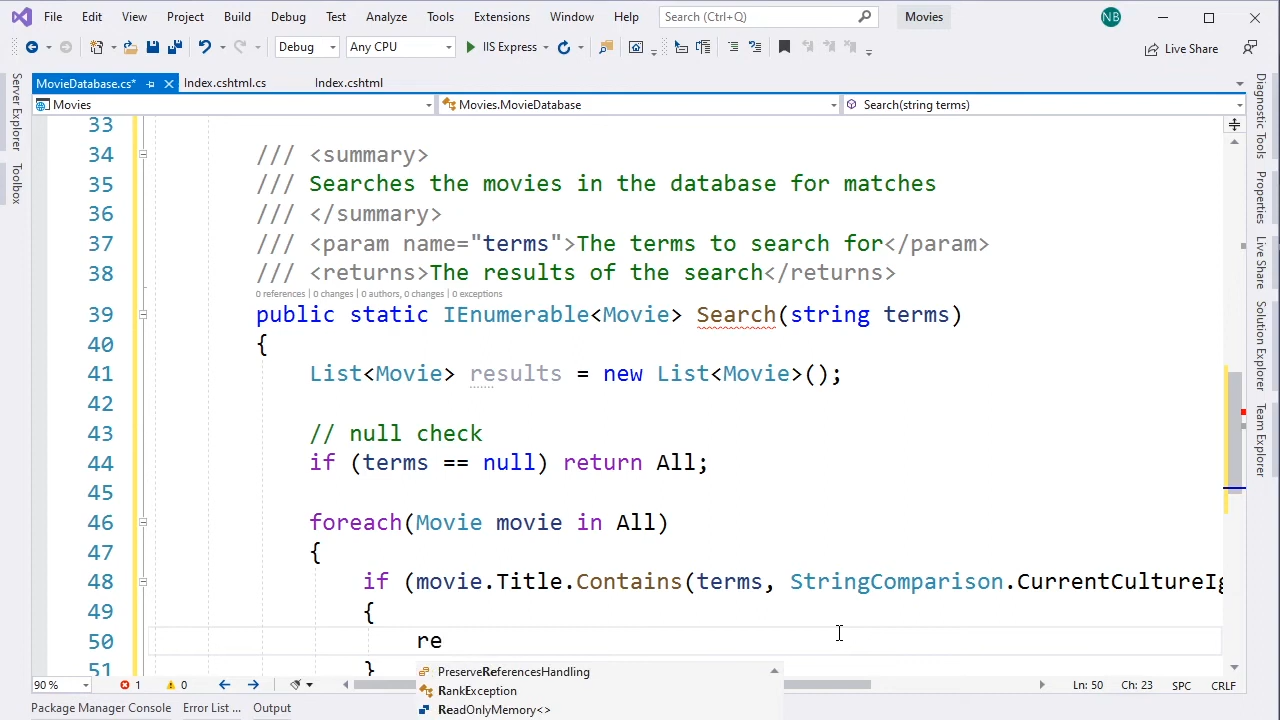 File Edit View Project Build Debug Test Analyze Tools Extensions Window Help Search (Ctrl+Q) Movies NB
Debug Any CPU IIS Express Live Share
MovieDatabase.cs* Index.cshtml.cs Index.cshtml
Movies Movies.MovieDatabase Search(string terms)
Server Explorer
Toolbox
33
34 /// <summary>
35 /// Searches the movies in the database for matches
36 /// </summary>
37 /// <param name="terms">The terms to search for</param>
38 /// <returns>The results of the search</returns>
0 references | 0 changes | 0 authors, 0 changes | 0 exceptions
39 public static IEnumerable<Movie> Search(string terms)
40 {
41 List<Movie> results = new List<Movie>();
42
43 // null check
44 if (terms == null) return All;
45
46 foreach(Movie movie in All)
47 {
48 if (movie.Title.Contains(terms, StringComparison.CurrentCultureIg
49 {
50 re
51 }
PreserveReferencesHandling
RankException
ReadOnlyMemory<>
Diagnostic Tools
Properties
Live Share
Solution Explorer
Team Explorer
90 % 1 0 Ln: 50 Ch: 23 SPC CRLF
Package Manager Console Error List ... Output